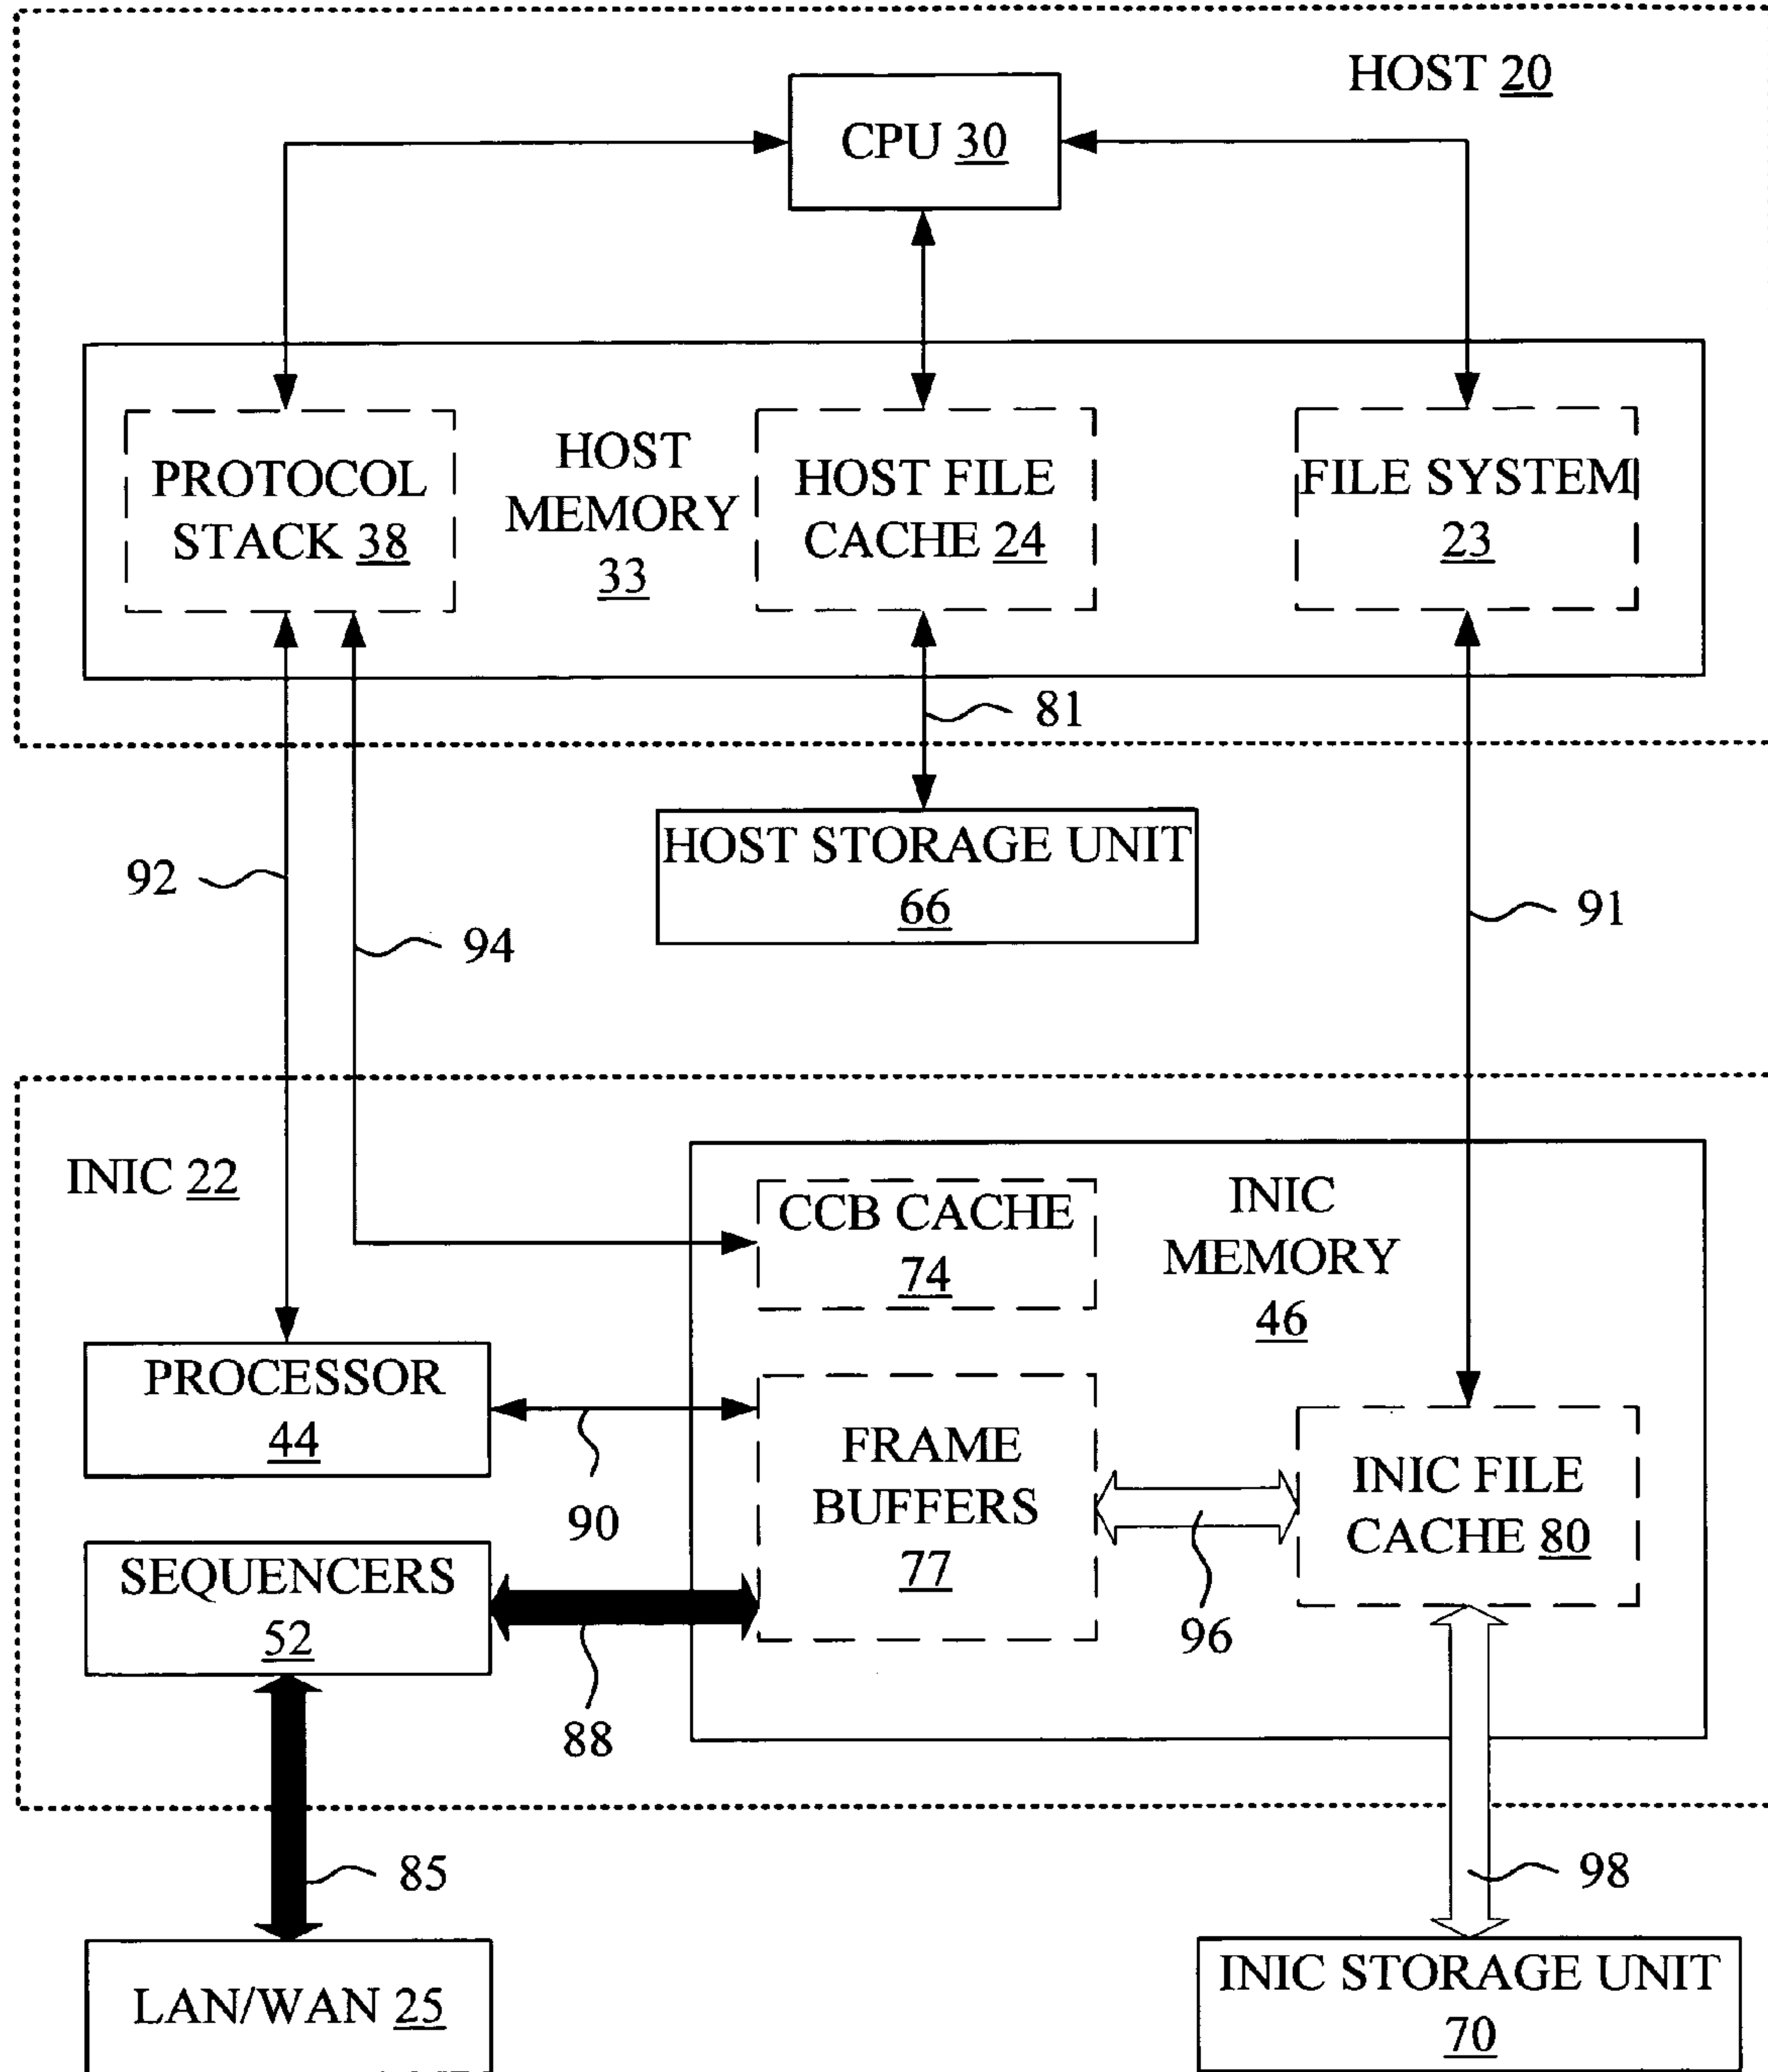 HOST 20
CPU 30
PROTOCOL
STACK 38
HOST
MEMORY
33
HOST FILE
CACHE 24
FILE SYSTEM
23
81
HOST STORAGE UNIT
66
92
94
91
INIC 22
CCB CACHE
74
INIC
MEMORY
46
PROCESSOR
44
90
FRAME
BUFFERS
77
INIC FILE
CACHE 80
96
SEQUENCERS
52
88
85
98
LAN/WAN 25
INIC STORAGE UNIT
70